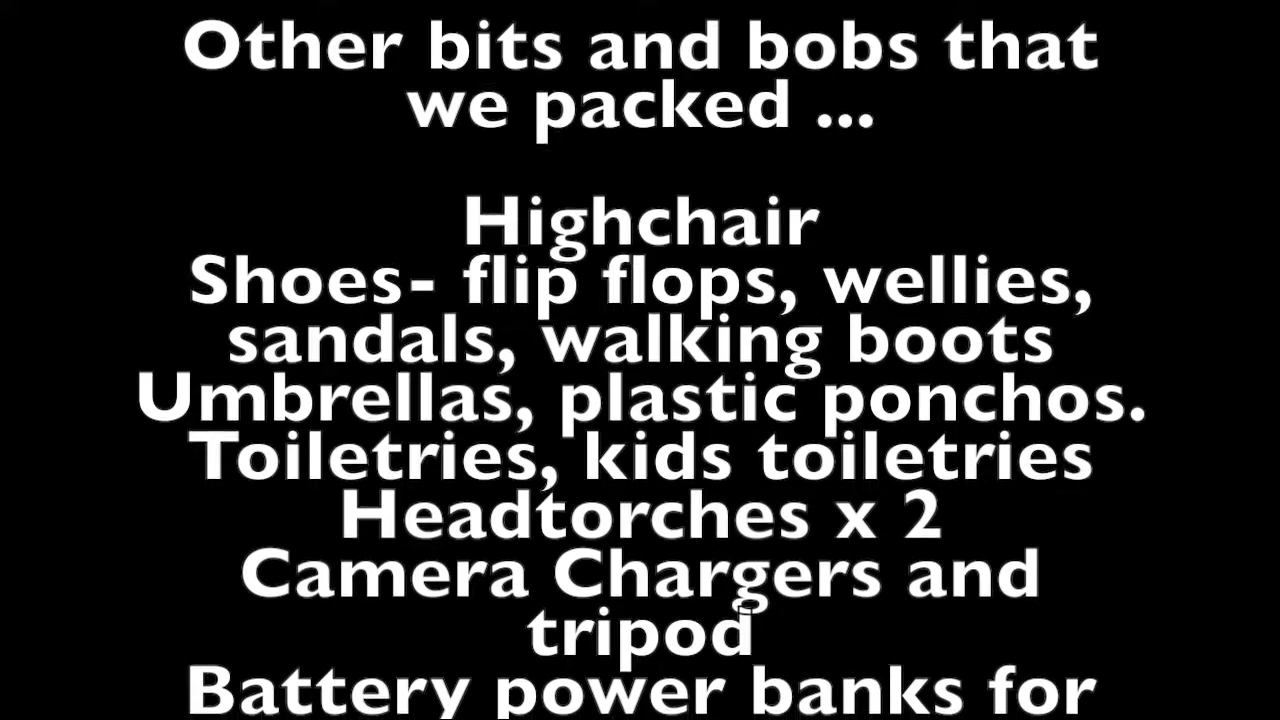 Other bits and bobs that
we packed ...
Highchair
Shoes- flip flops, wellies,
sandals, walking boots
Umbrellas, plastic ponchos.
Toiletries, kids toiletries
Headtorches x 2
Camera Chargers and
tripod
Battery power banks for